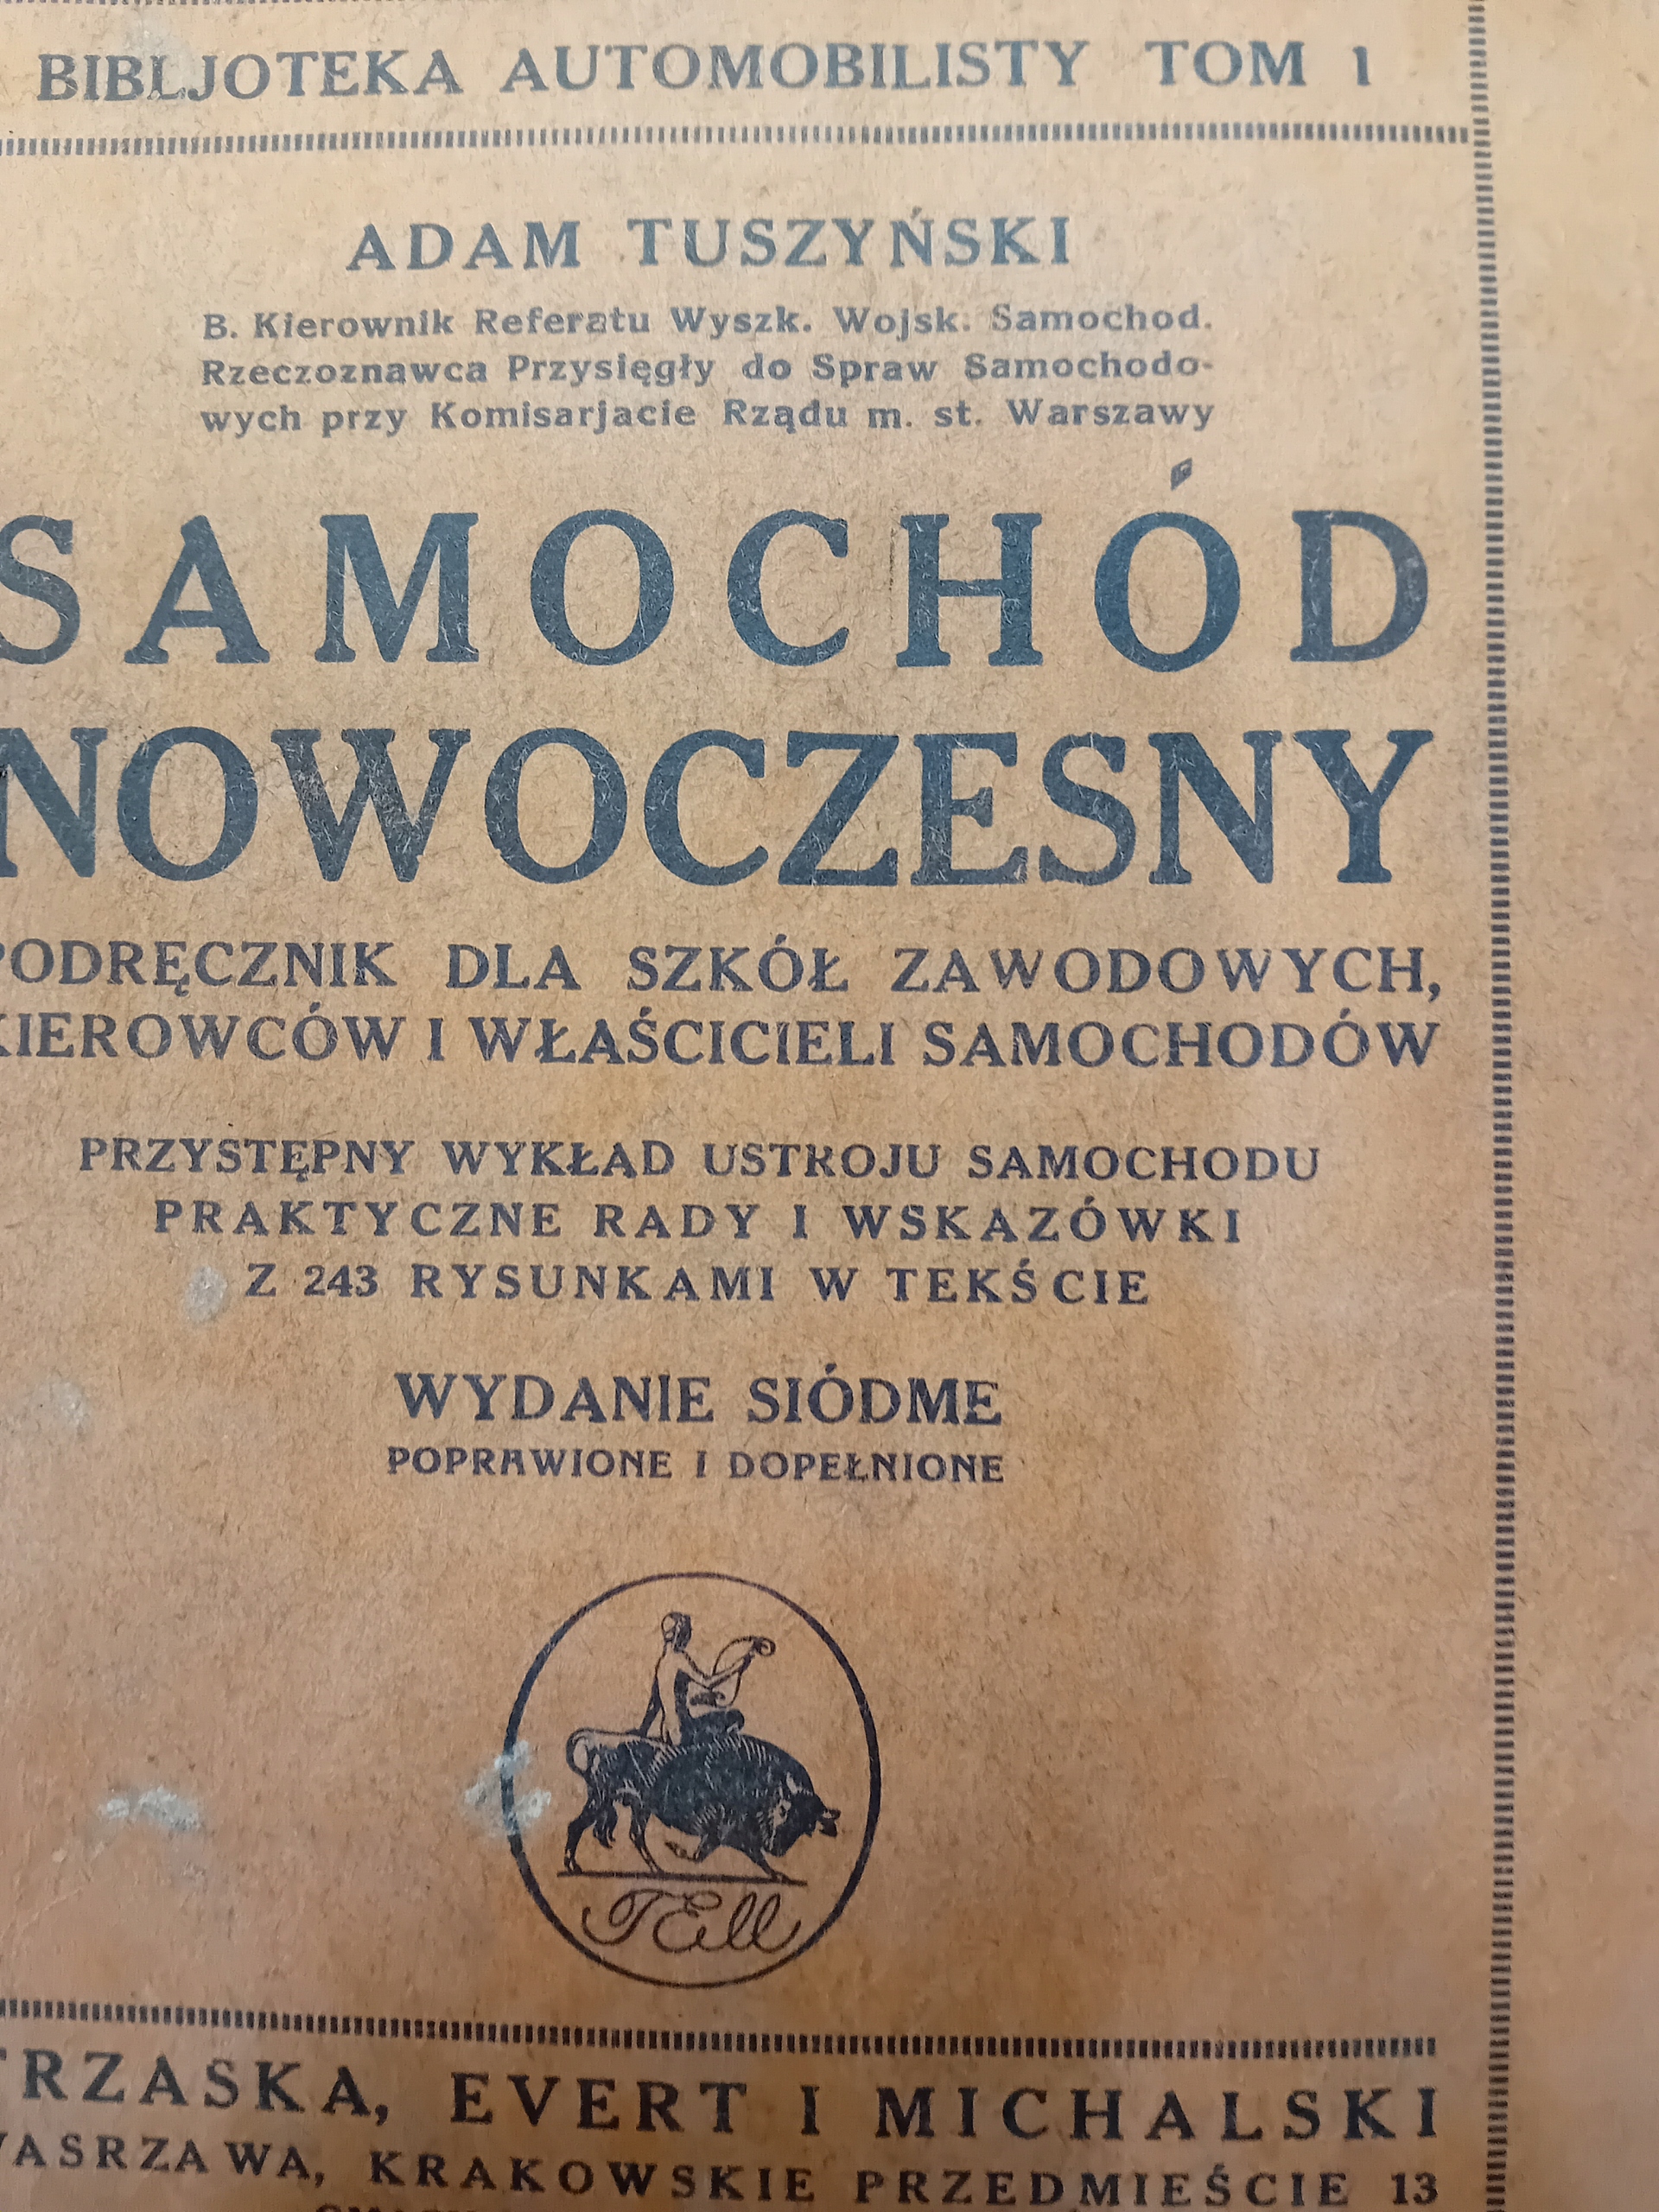 BIBLJOTEKA AUTOMOBILISTY TOM 1
ADAM TUSZYŃSKI
B. Kierownik Referatu Wyszk. Wojsk. Samochod.
Rzeczoznawca Przysięgły do Spraw Samochodo-
wych przy Komisarjacie Rządu m. st. Warszawy
SAMOCHÓD
NOWOCZESNY
PODRĘCZNIK DLA SZKÓŁ ZAWODOWYCH,
KIEROWCÓW I WŁAŚCICIELI SAMOCHODÓW
PRZYSTĘPNY WYKŁAD USTROJU SAMOCHODU
PRAKTYCZNE RADY I WSKAZÓWKI
Z 243 RYSUNKAMI W TEKŚCIE
WYDANIE SIÓDME
POPRAWIONE I DOPEŁNIONE
TEM
TRZASKA, EVERT I MICHALSKI
WASRZAWA, KRAKOWSKIE PRZEDMIEŚCIE 13